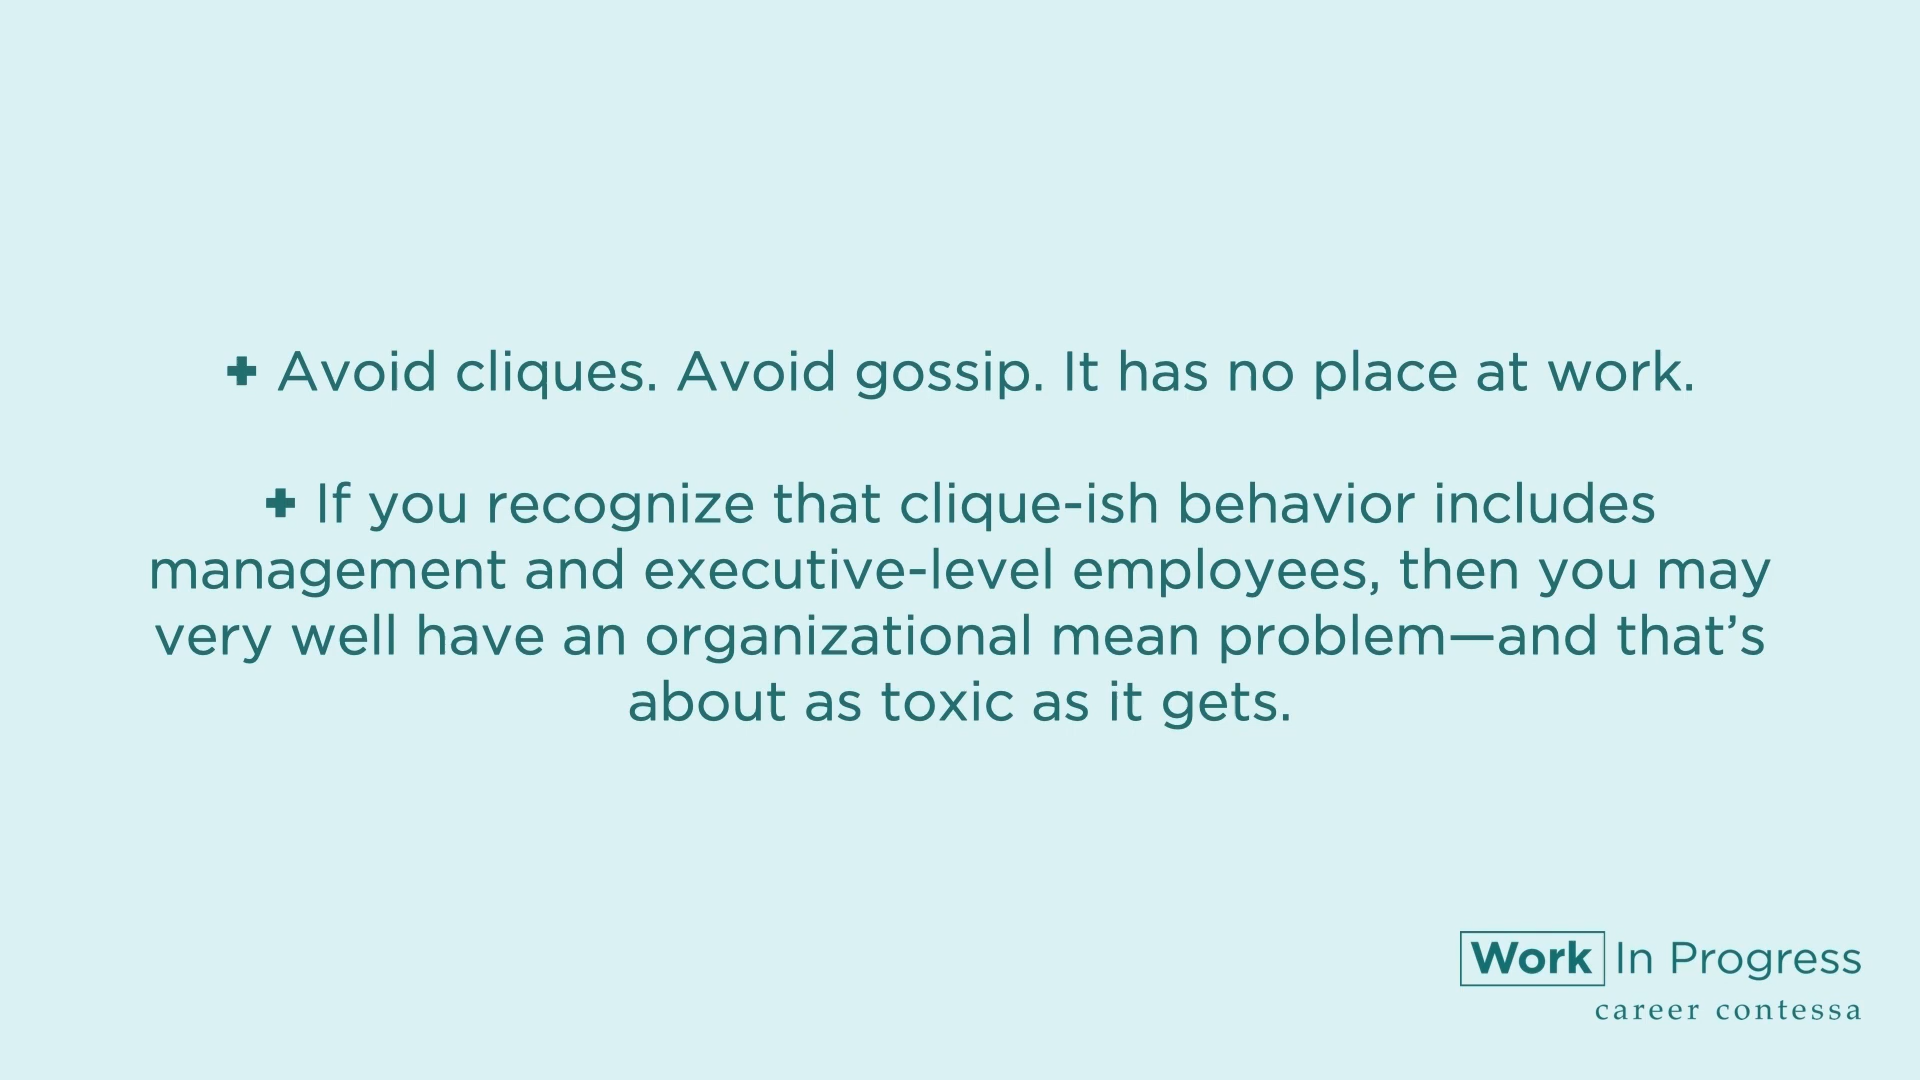 ✚ Avoid cliques. Avoid gossip. It has no place at work.
✚ If you recognize that clique-ish behavior includes
management and executive-level employees, then you may
very well have an organizational mean problem—and that’s
about as toxic as it gets.
Work In Progress
career contessa